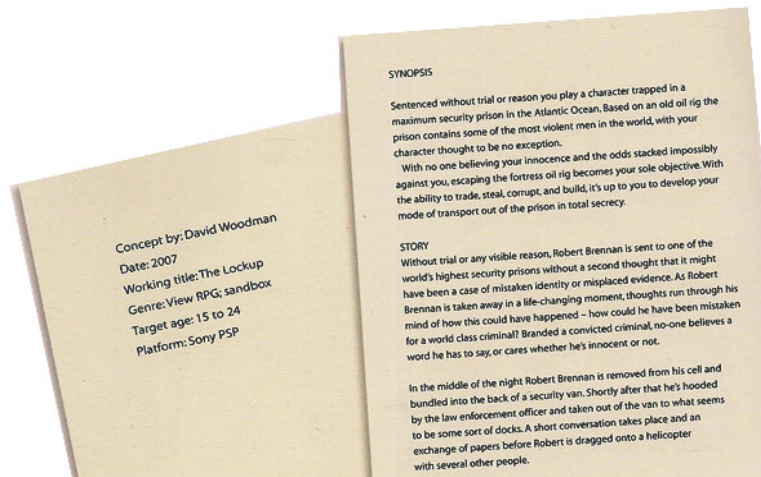 Concept by: David Woodman
Date: 2007
Working title: The Lockup
Genre: View RPG; sandbox
Target age: 15 to 24
Platform: Sony PSP
SYNOPSIS
Sentenced without trial or reason you play a character trapped in a
maximum security prison in the Atlantic Ocean. Based on an old oil rig the
prison contains some of the most violent men in the world, with your
character thought to be no exception.
With no one believing your innocence and the odds stacked impossibly
against you, escaping the fortress oil rig becomes your sole objective. With
the ability to trade, steal, corrupt, and build, it's up to you to develop your
mode of transport out of the prison in total secrecy.
STORY
Without trial or any visible reason, Robert Brennan is sent to one of the
world's highest security prisons without a second thought that it might
have been a case of mistaken identity or misplaced evidence. As Robert
Brennan is taken away in a life-changing moment, thoughts run through his
mind of how this could have happened – how could he have been mistaken
for a world class criminal? Branded a convicted criminal, no-one believes a
word he has to say, or cares whether he's innocent or not.
In the middle of the night Robert Brennan is removed from his cell and
bundled into the back of a security van. Shortly after that he's hooded
by the law enforcement officer and taken out of the van to what seems
to be some sort of docks. A short conversation takes place and an
exchange of papers before Robert is dragged onto a helicopter
with several other people.